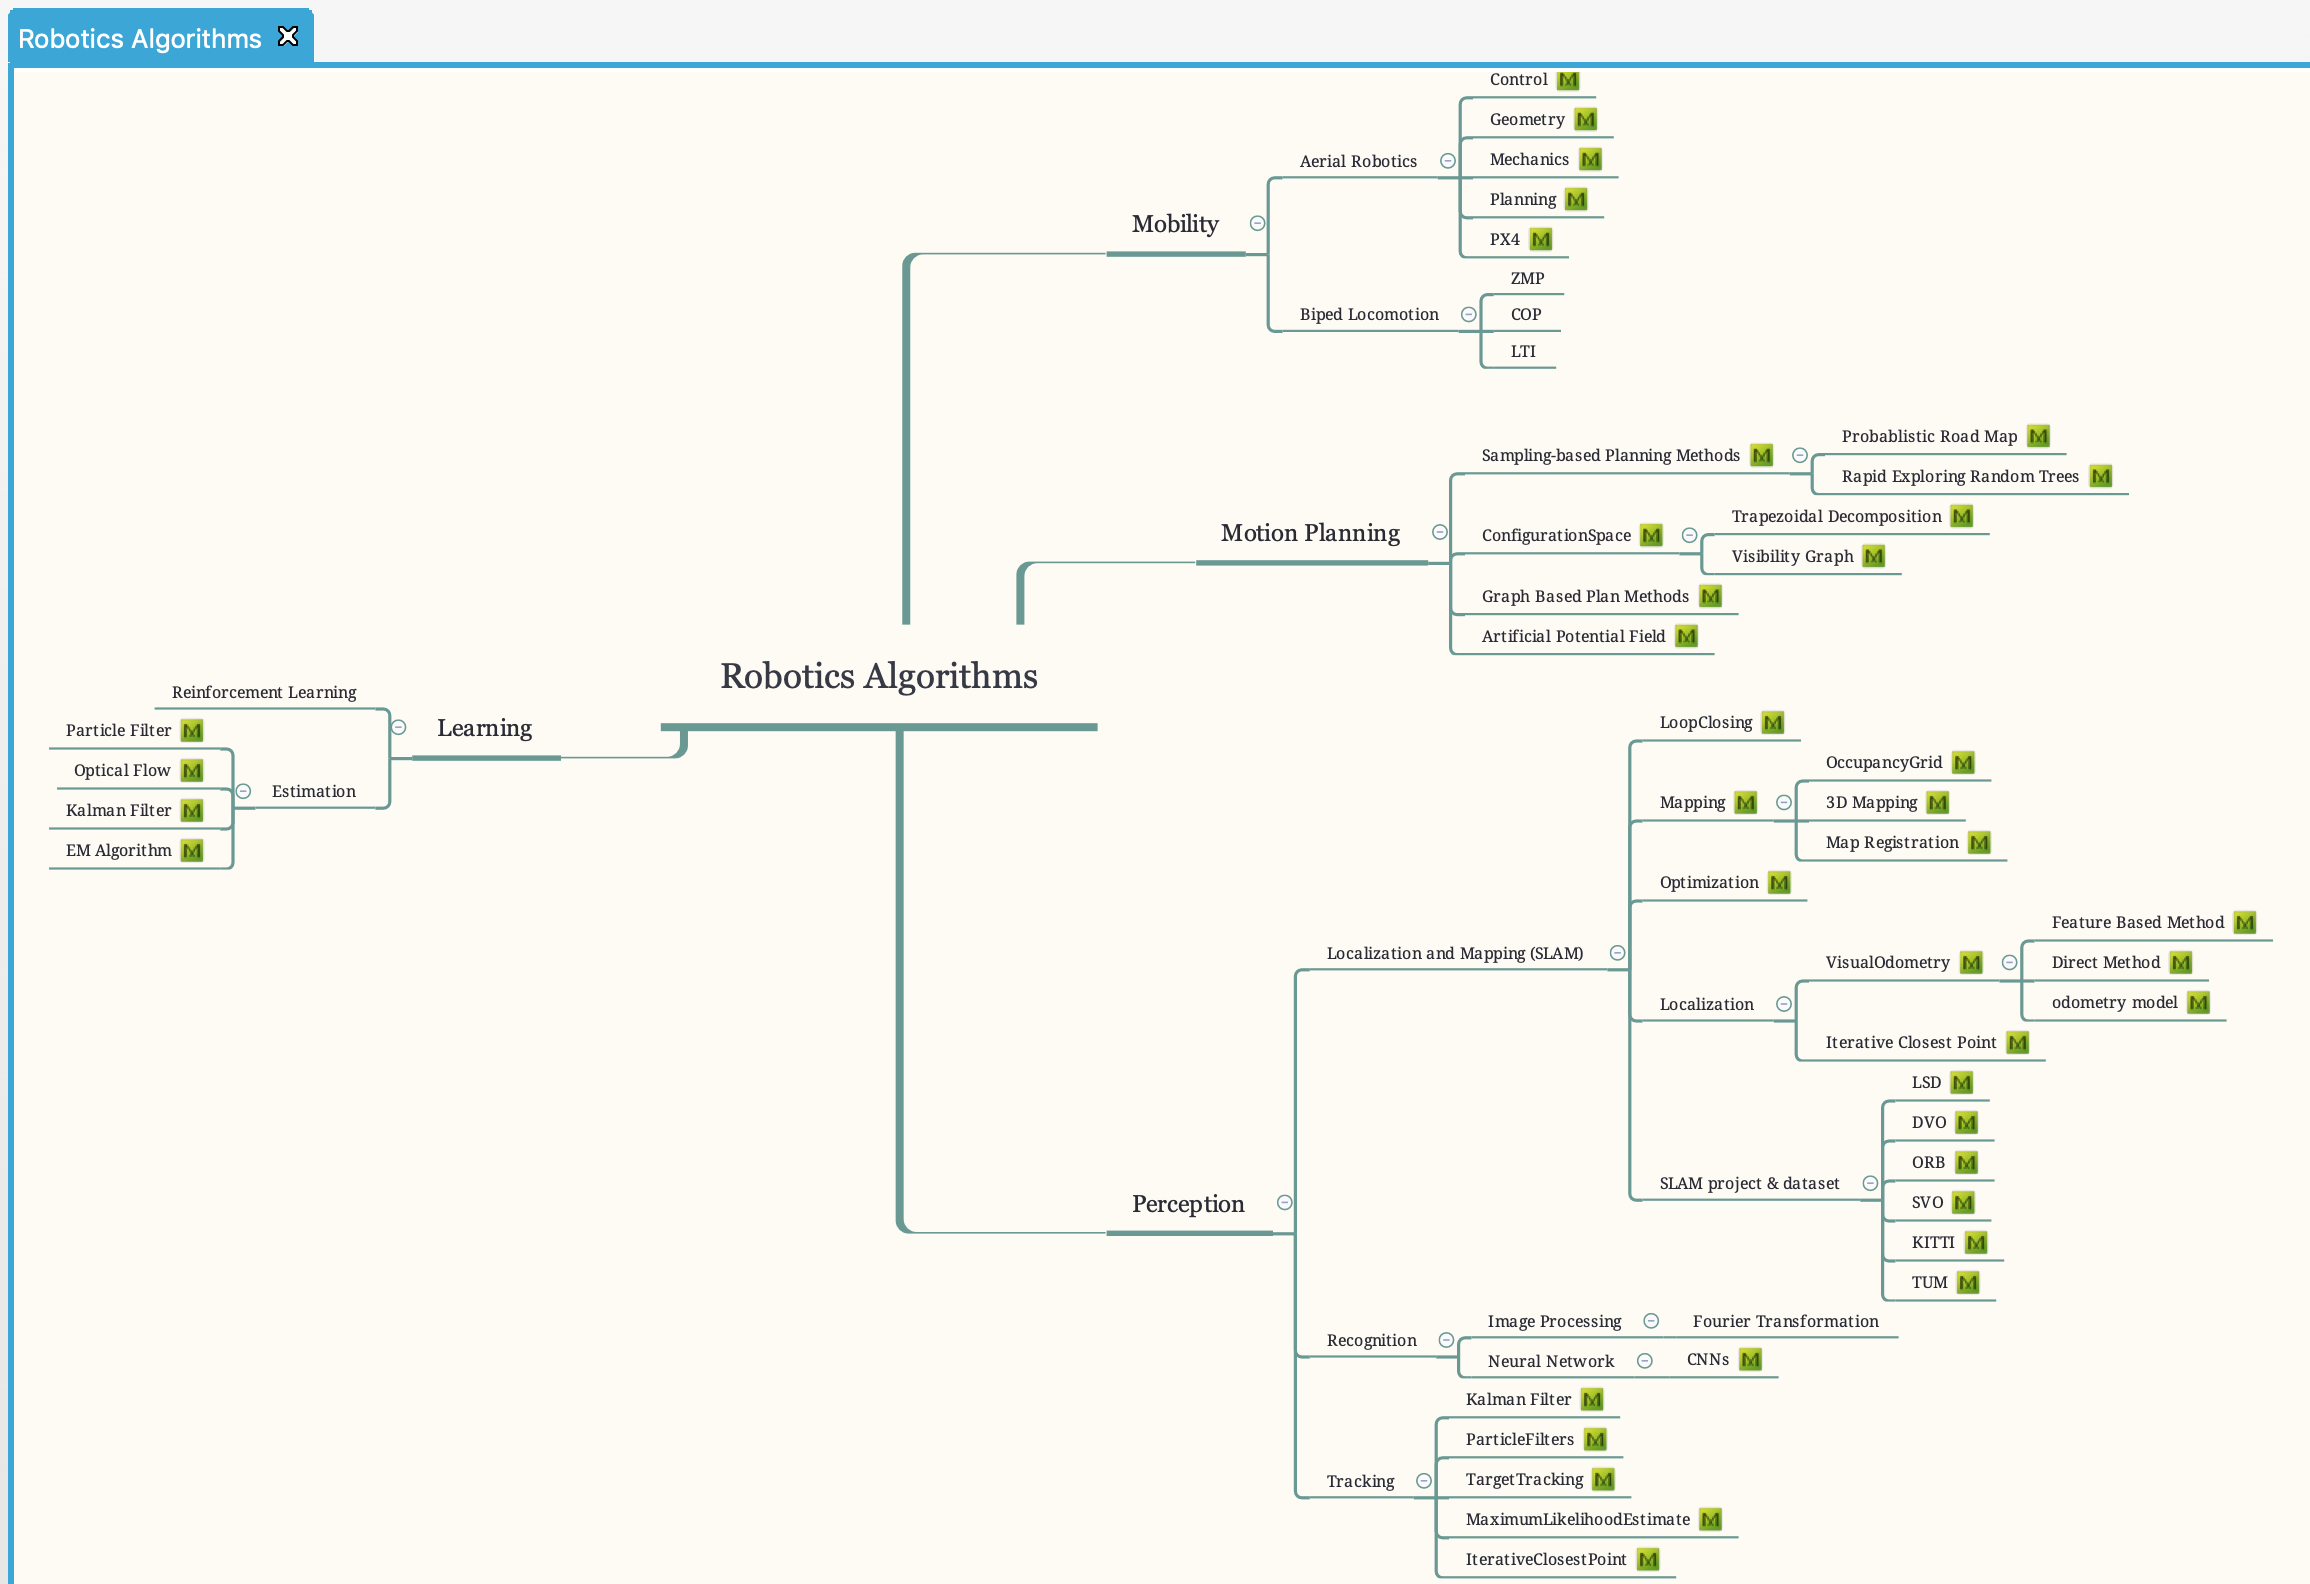 Robotics Algorithms
Control
Geometry
Aerial Robotics
Mechanics
Planning
PX4
Mobility
ZMP
Biped Locomotion
COP
LTI
Probablistic Road Map
Sampling-based Planning Methods
Rapid Exploring Random Trees
Trapezoidal Decomposition
Motion Planning
ConfigurationSpace
Visibility Graph
Graph Based Plan Methods
Artificial Potential Field
Robotics Algorithms
Reinforcement Learning
Learning
Particle Filter
Optical Flow
Estimation
Kalman Filter
EM Algorithm
LoopClosing
OccupancyGrid
Mapping
3D Mapping
Map Registration
Optimization
Localization and Mapping (SLAM)
Feature Based Method
VisualOdometry
Direct Method
odometry model
Localization
Iterative Closest Point
LSD
DVO
ORB
SLAM project & dataset
SVO
KITTI
TUM
Perception
Image Processing
Fourier Transformation
Recognition
Neural Network
CNNs
Kalman Filter
ParticleFilters
Tracking
TargetTracking
MaximumLikelihoodEstimate
IterativeClosestPoint